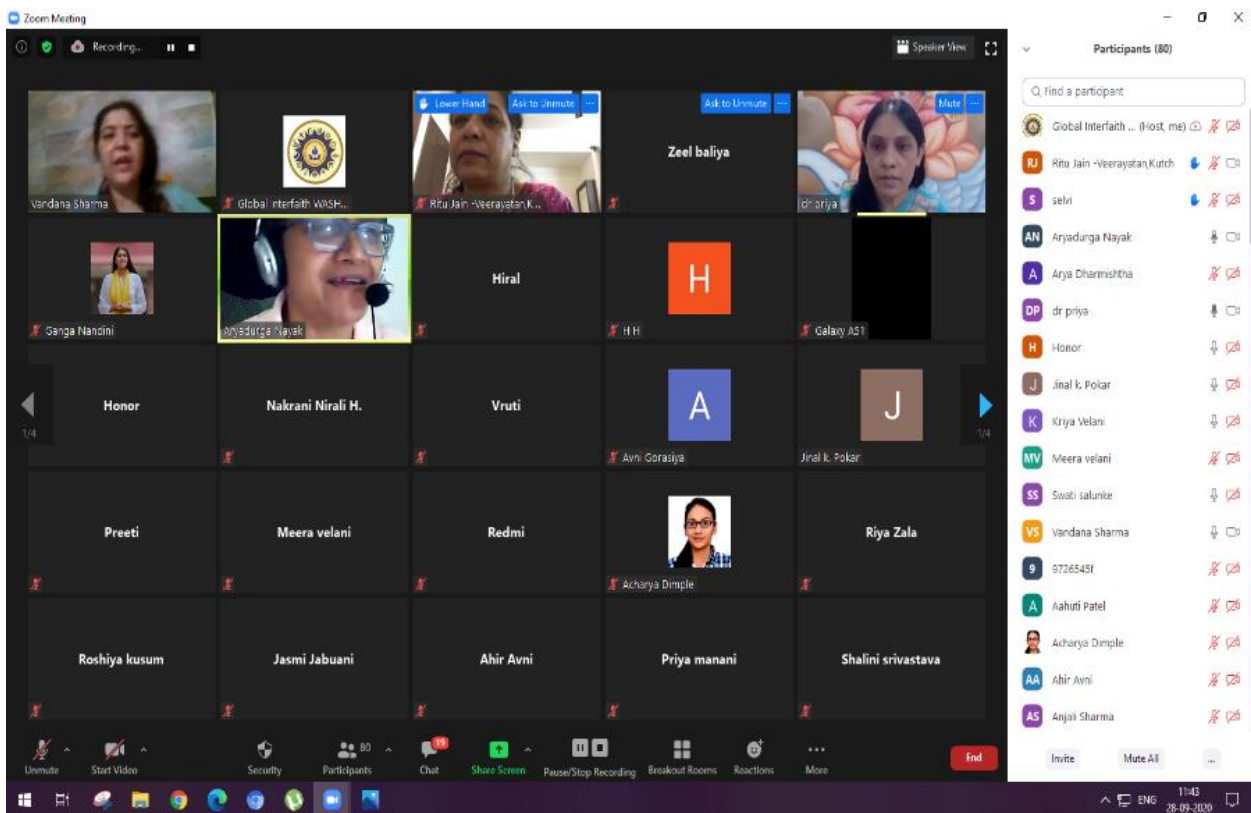 Zoom Meeting
Recording...
Speaker View
Participants (80)
Find a participant
Vandana Sharma
Global Interfaith WASH...
Lower Hand
Ask to Unmute
...
Ritu Jain -Veerayatan,K...
Ask to Unmute
...
Zeel baliya
Mute
...
dr priya
Ganga Nandini
Aryadurga Nayak
Hiral
H
H H
Galaxy A51
1/4
Honor
Nakrani Nirali H.
Vruti
A
Avni Gorasiya
J
Jinal k. Pokar
1/4
Preeti
Meera velani
Redmi
Acharya Dimple
Riya Zala
Roshiya kusum
Jasmi Jabuani
Ahir Avni
Priya manani
Shalini srivastava
Global Interfaith ... (Host, me)
RJ Ritu Jain -Veerayatan,Kutch
S selvi
AN Aryadurga Nayak
A Arya Dharmishtha
DP dr priya
H Honor
J Jinal k. Pokar
K Kriya Velani
MV Meera velani
SS Swati salunke
VS Vandana Sharma
9 9726545f
A Aahuti Patel
Acharya Dimple
AA Ahir Avni
AS Anjali Sharma
Unmute
Start Video
Security
80
Participants
19
Chat
Share Screen
Pause/Stop Recording
Breakout Rooms
Reactions
More
End
Invite
Mute All
...
ENG
11:43
28-09-2020